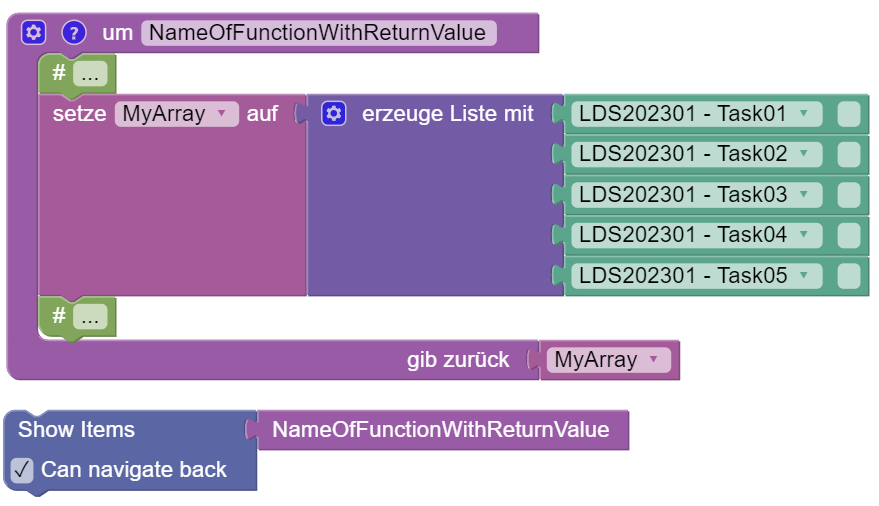 ? um NameOfFunctionWithReturnValue
# ...
setze MyArray auf erzeuge Liste mit LDS202301 - Task01
LDS202301 - Task02
LDS202301 - Task03
LDS202301 - Task04
LDS202301 - Task05
# ...
gib zurück MyArray
Show Items NameOfFunctionWithReturnValue
✓ Can navigate back